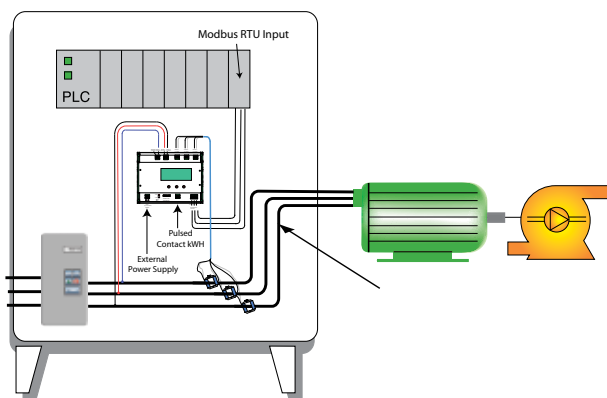 Modbus RTU Input
PLC
Pulsed
Contact kWH
External
Power Supply